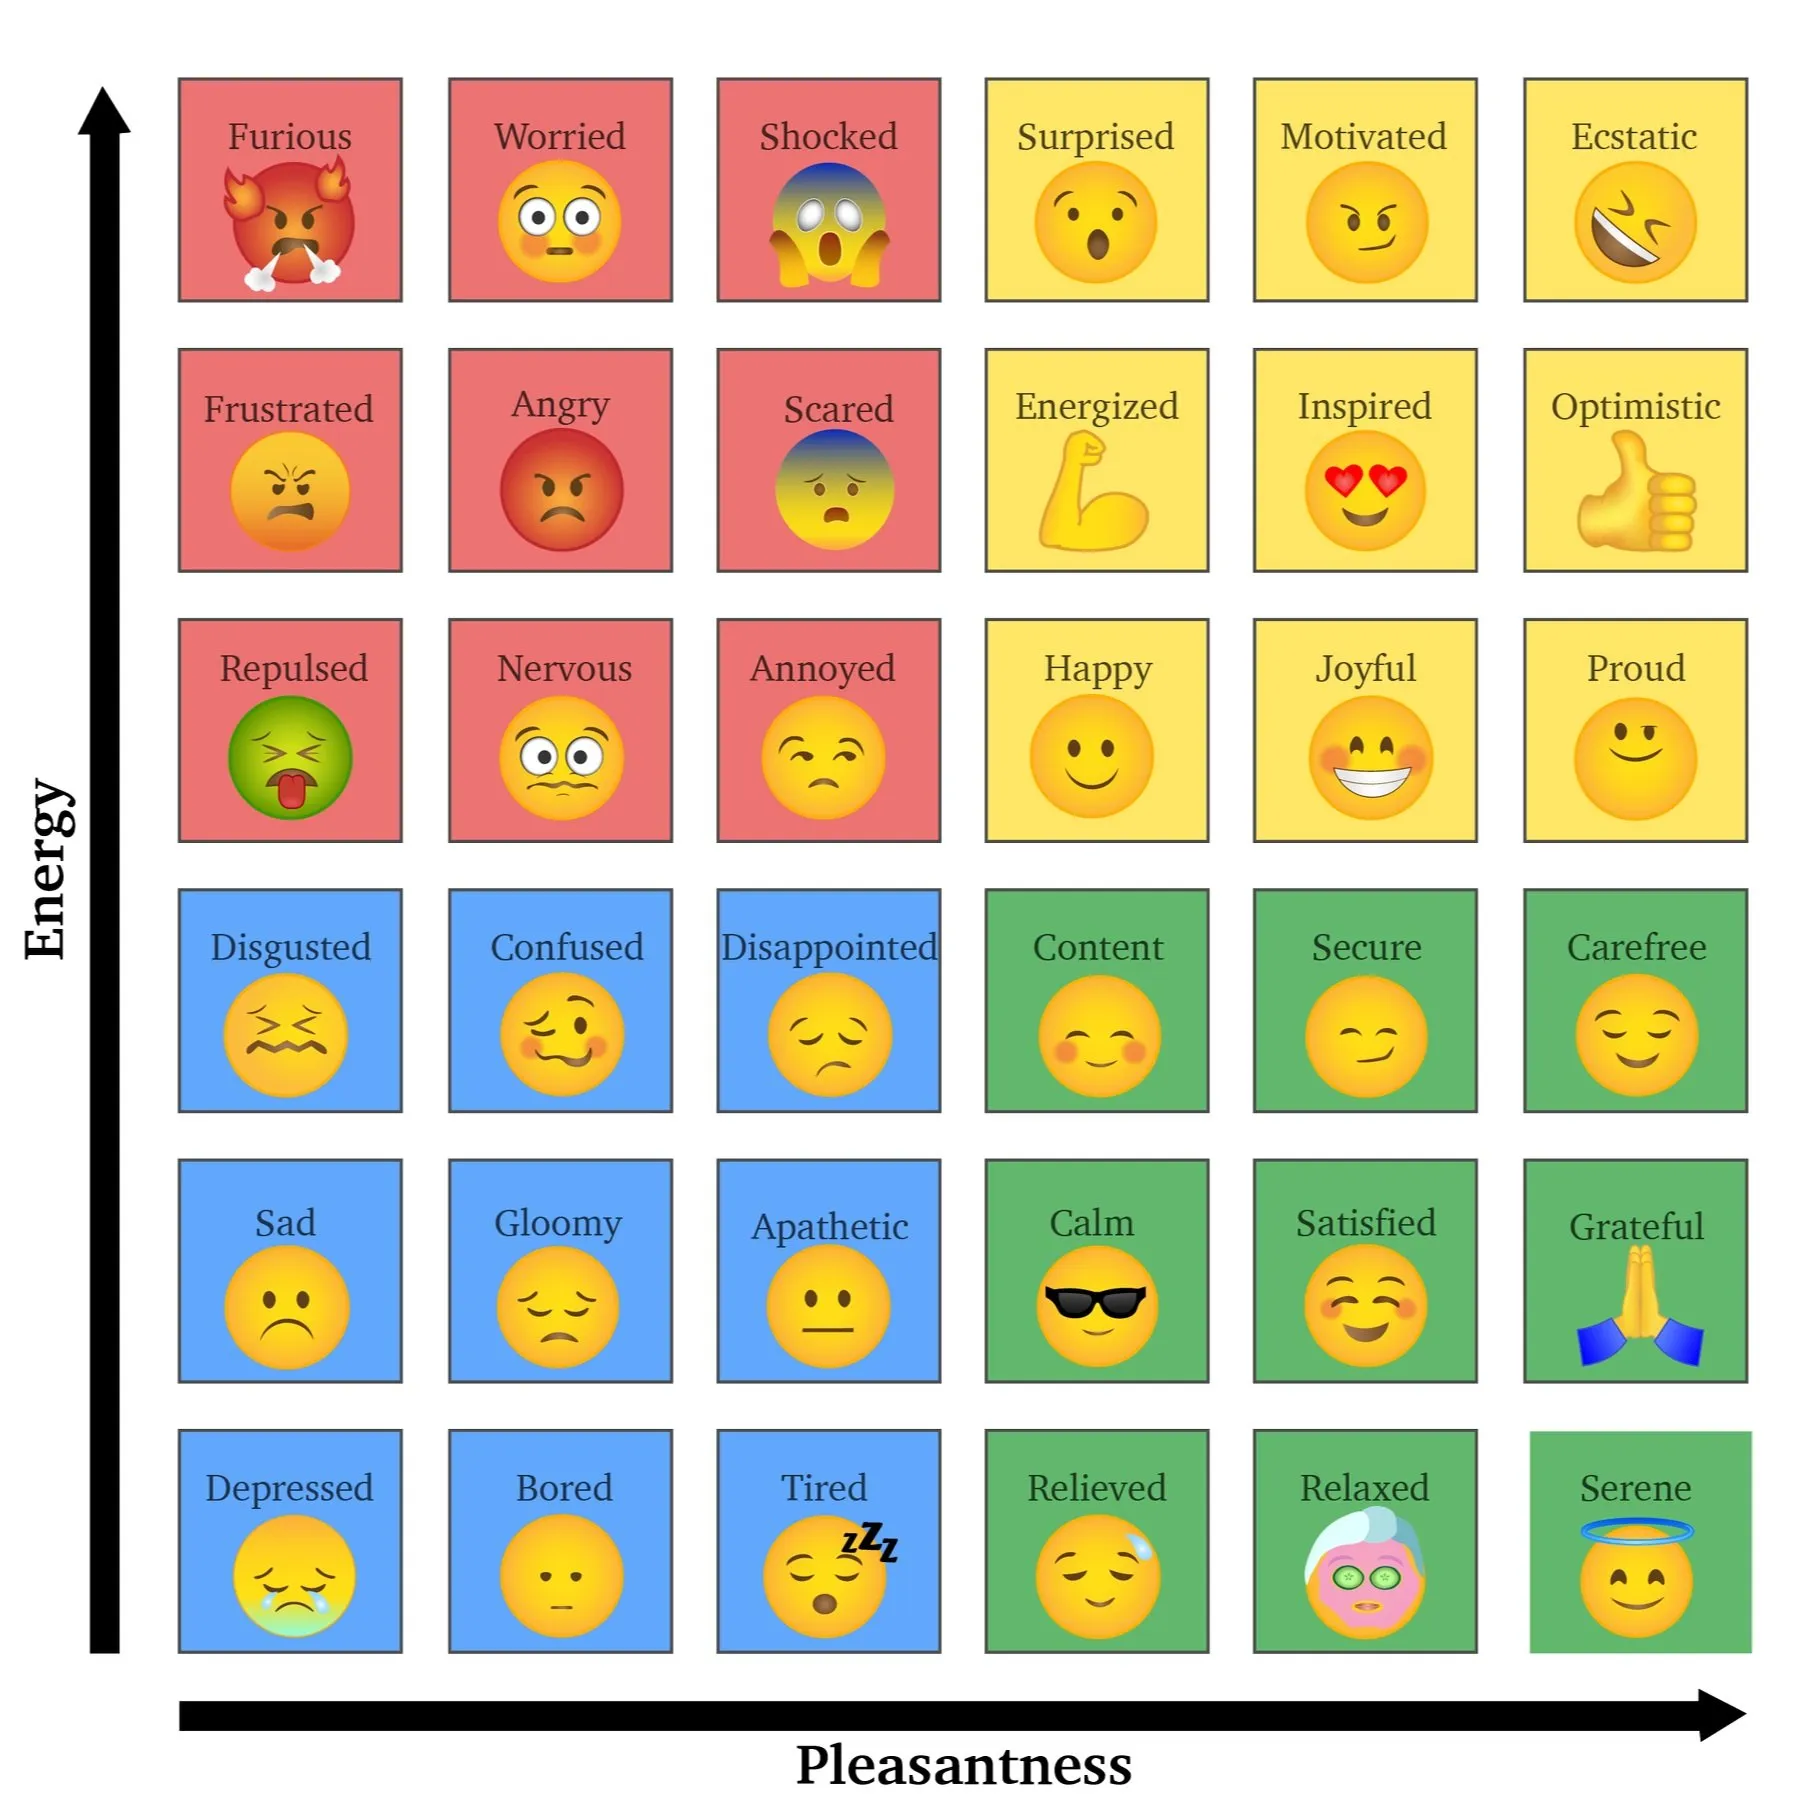 Furious
Worried
Shocked
Surprised
Motivated
Ecstatic
Frustrated
Angry
Scared
Energized
Inspired
Optimistic
Repulsed
Nervous
Annoyed
Happy
Joyful
Proud
Disgusted
Confused
Disappointed
Content
Secure
Carefree
Sad
Gloomy
Apathetic
Calm
Satisfied
Grateful
Depressed
Bored
Tired
zZz
Relieved
Relaxed
Serene
Energy
Pleasantness